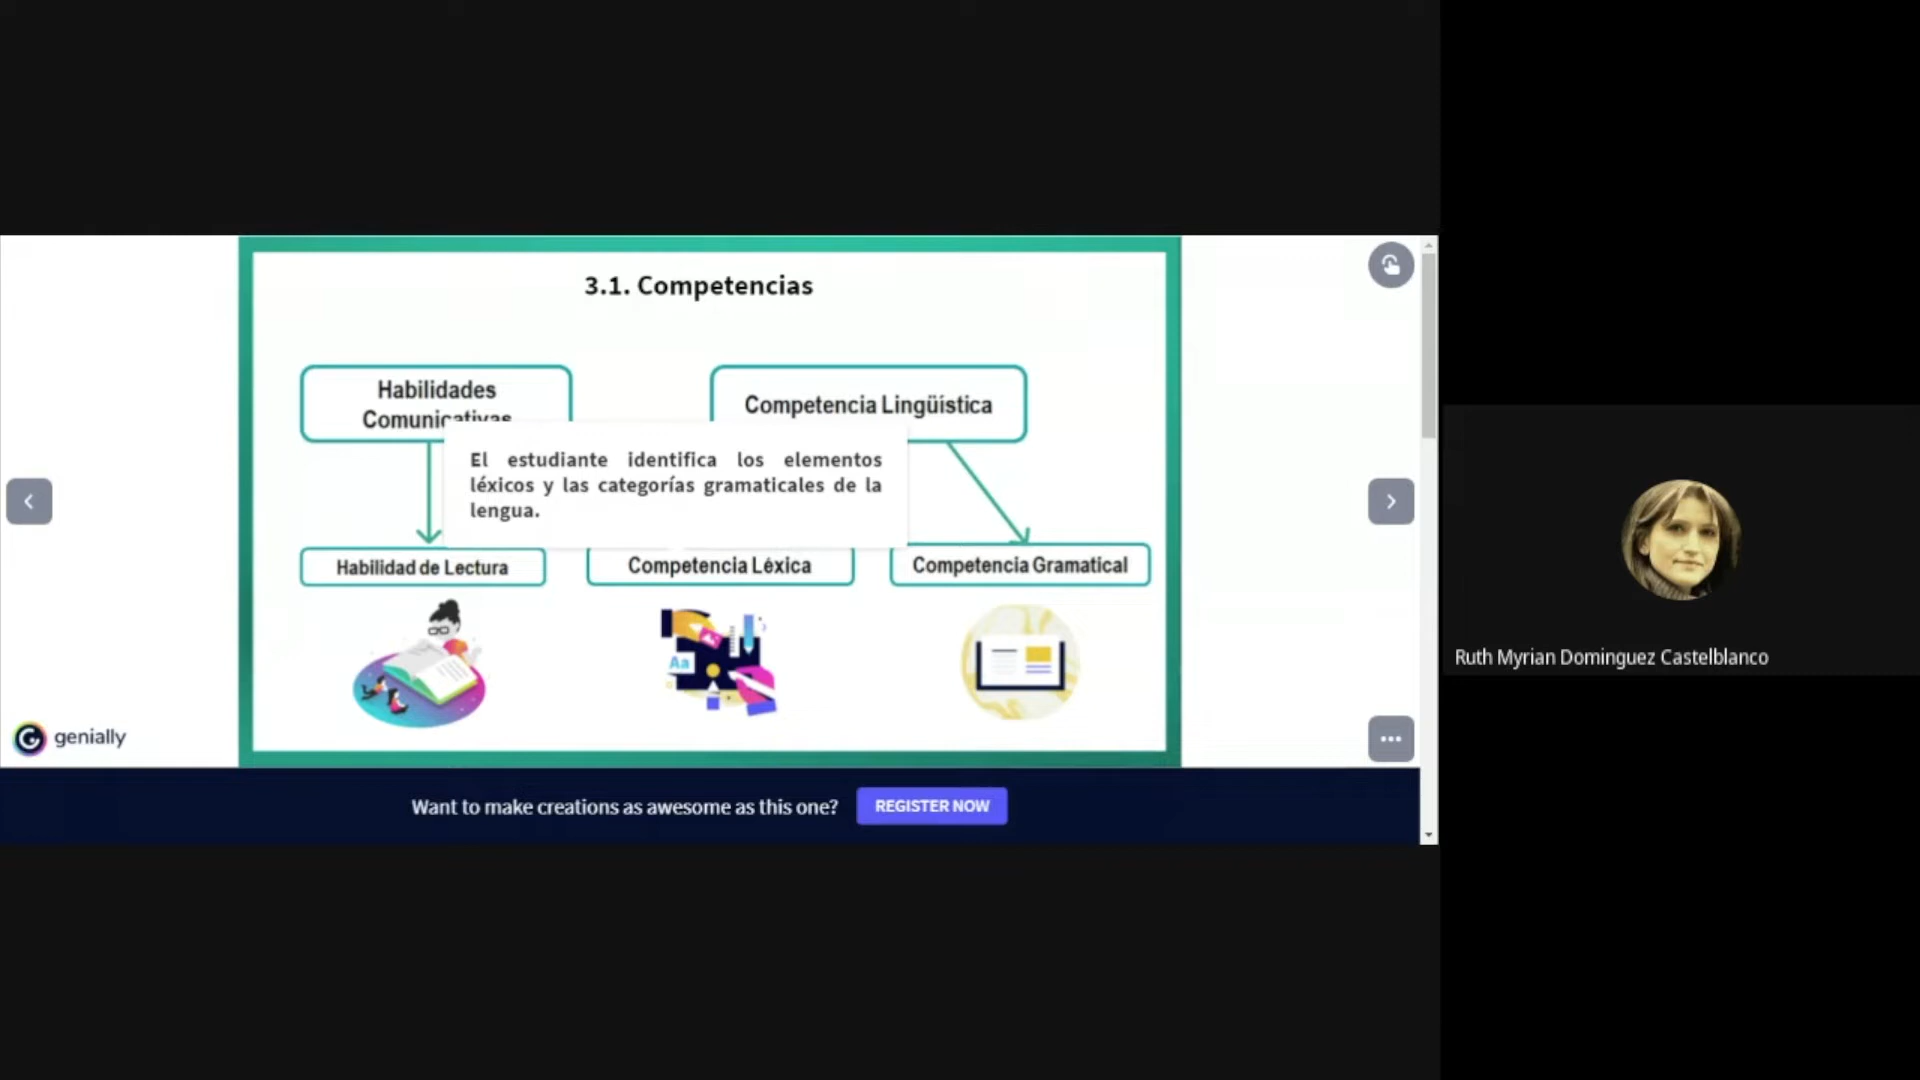 3.1. Competencias
Habilidades
Comunicativas
Competencia Lingüística
El estudiante identifica los elementos
léxicos y las categorías gramaticales de la
lengua.
Habilidad de Lectura
Competencia Léxica
Competencia Gramatical
Aa
genially
Want to make creations as awesome as this one?
REGISTER NOW
Ruth Myrian Dominguez Castelblanco